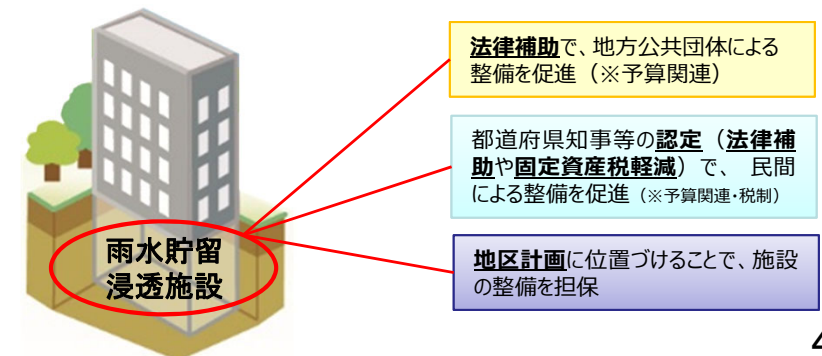 法律補助で、地方公共団体による
整備を促進（※予算関連）
都道府県知事等の認定（法律補
助や固定資産税軽減）で、 民間
による整備を促進（※予算関連・税制）
雨水貯留
浸透施設
地区計画に位置づけることで、施設
の整備を担保